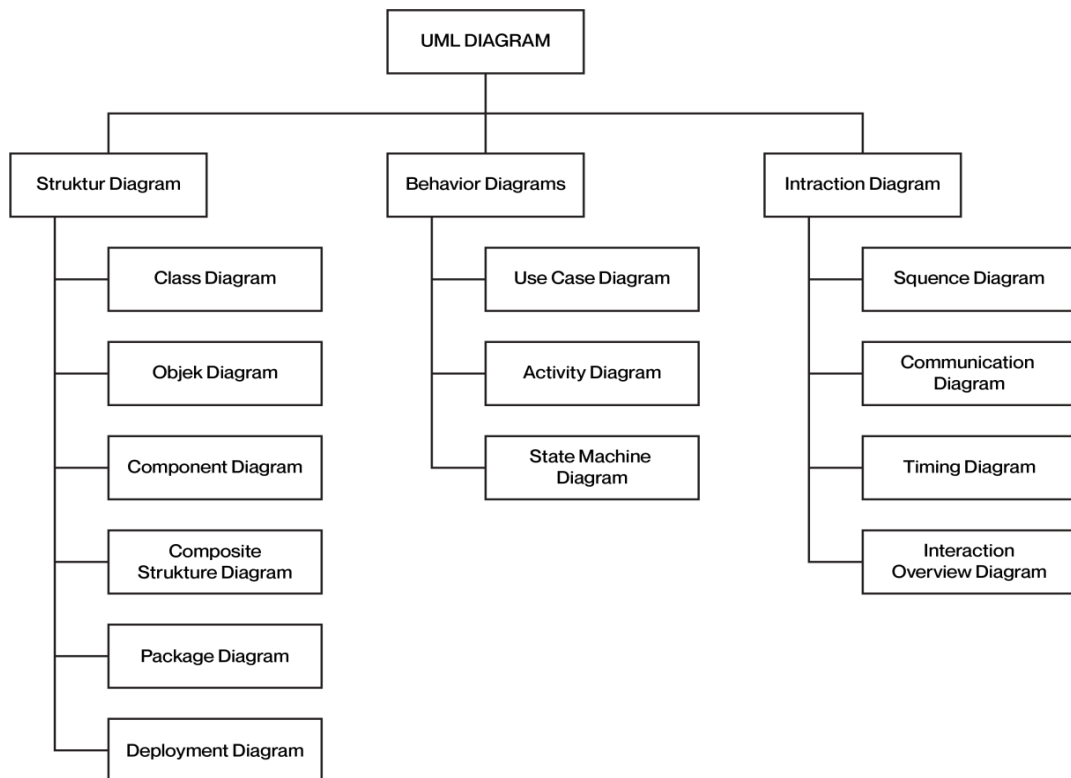 UML DIAGRAM
Struktur Diagram
Behavior Diagrams
Intraction Diagram
Class Diagram
Use Case Diagram
Squence Diagram
Objek Diagram
Activity Diagram
Communication
Diagram
Component Diagram
State Machine
Diagram
Timing Diagram
Composite
Strukture Diagram
Interaction
Overview Diagram
Package Diagram
Deployment Diagram